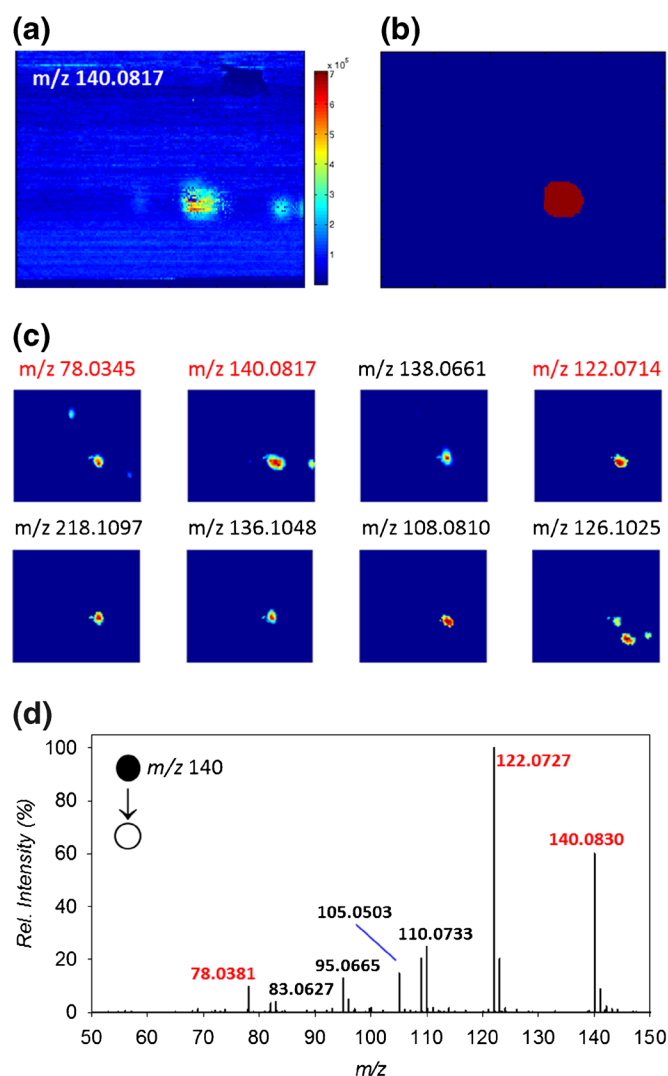 (a)
(b)
m/z 140.0817
x 10⁵
7
6
5
4
3
2
1
(c)
m/z 78.0345
m/z 140.0817
m/z 138.0661
m/z 122.0714
m/z 218.1097
m/z 136.1048
m/z 108.0810
m/z 126.1025
(d)
Rel. Intensity (%)
100
80
60
40
20
0
m/z 140
122.0727
140.0830
105.0503
110.0733
95.0665
78.0381
83.0627
50 60 70 80 90 100 110 120 130 140 150
m/z